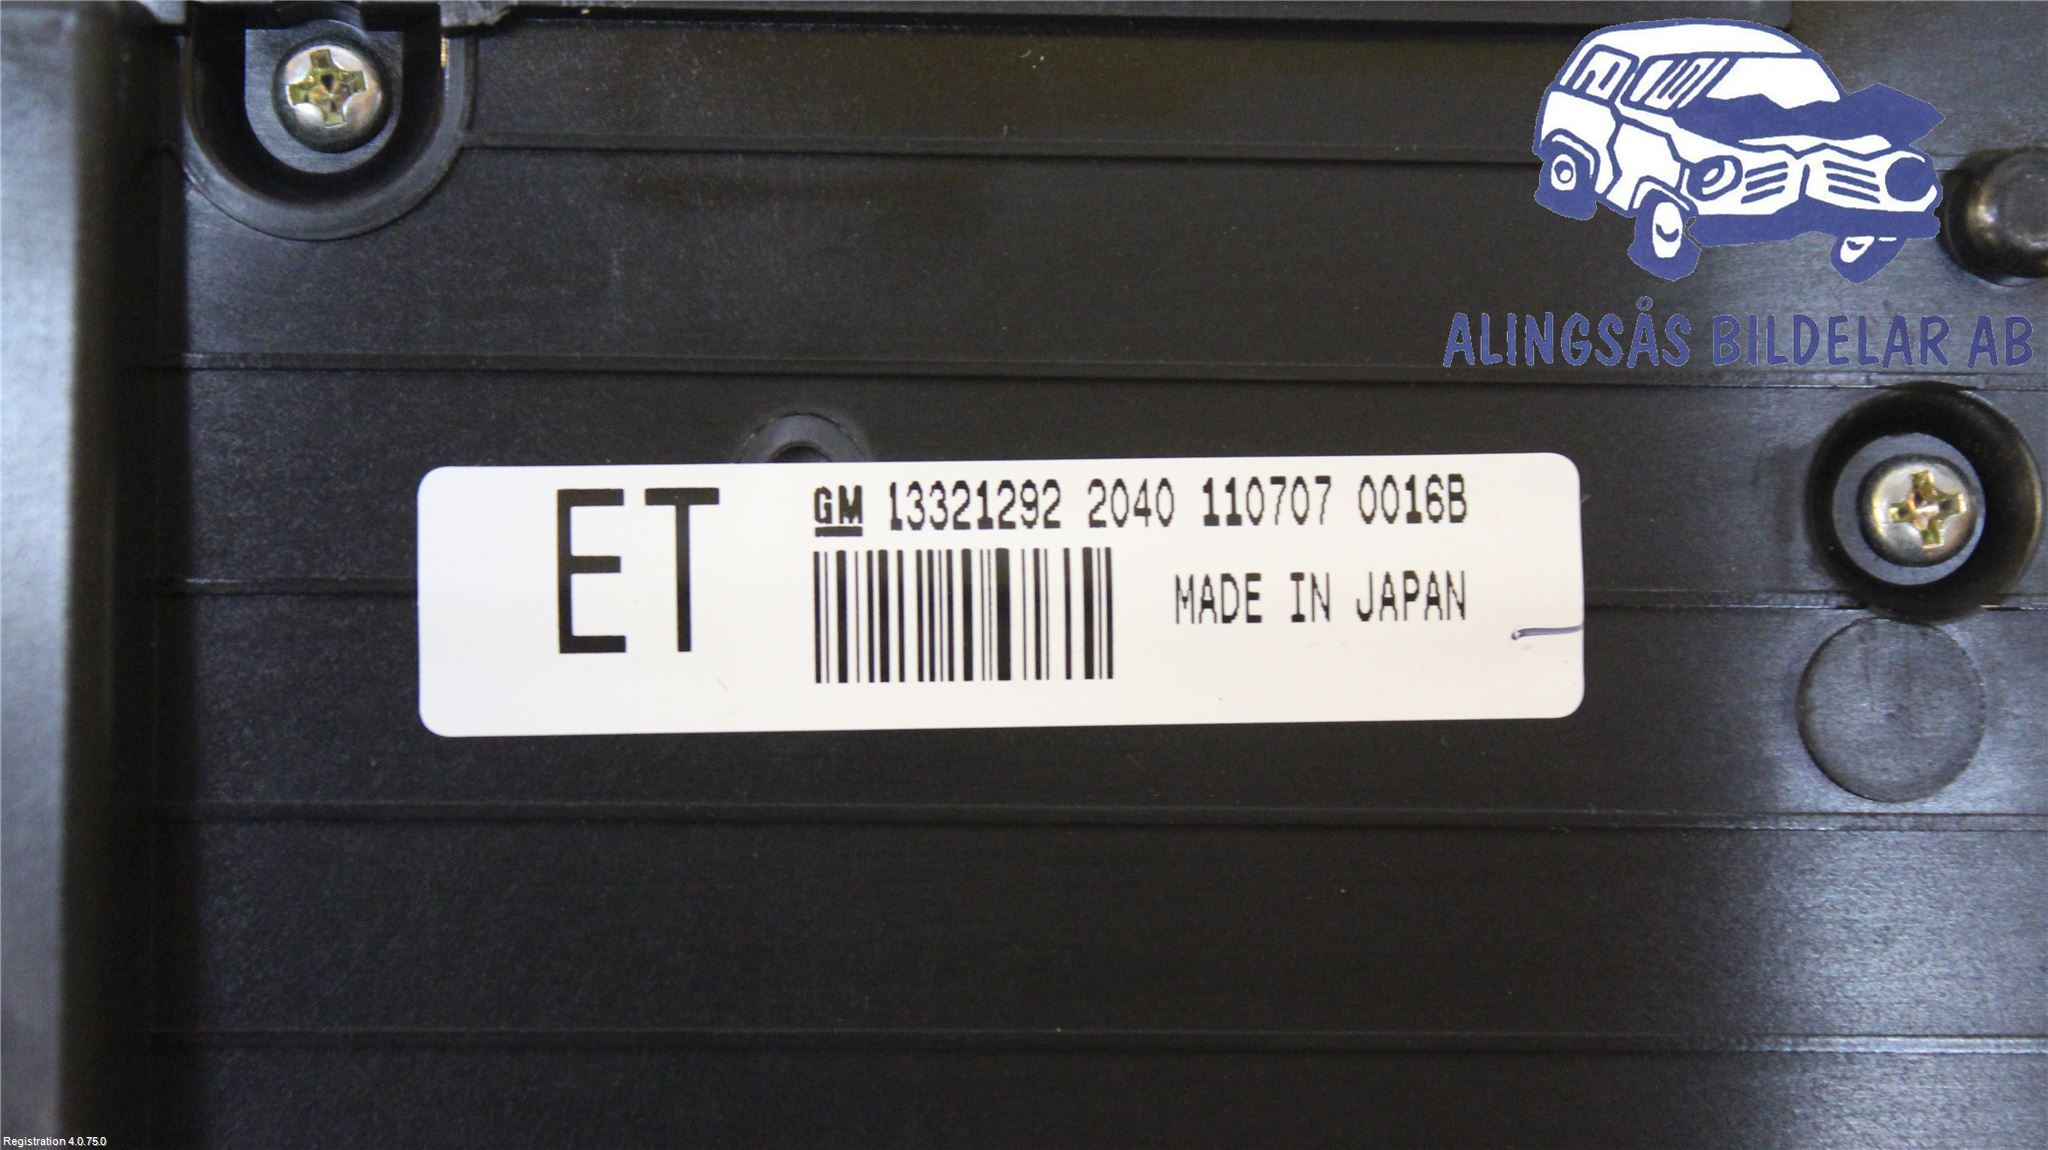 ALINGSÅS BILDELAR AB
ET
GM 13321292 2040 110707 0016B
MADE IN JAPAN
Registration 4.0.75.0